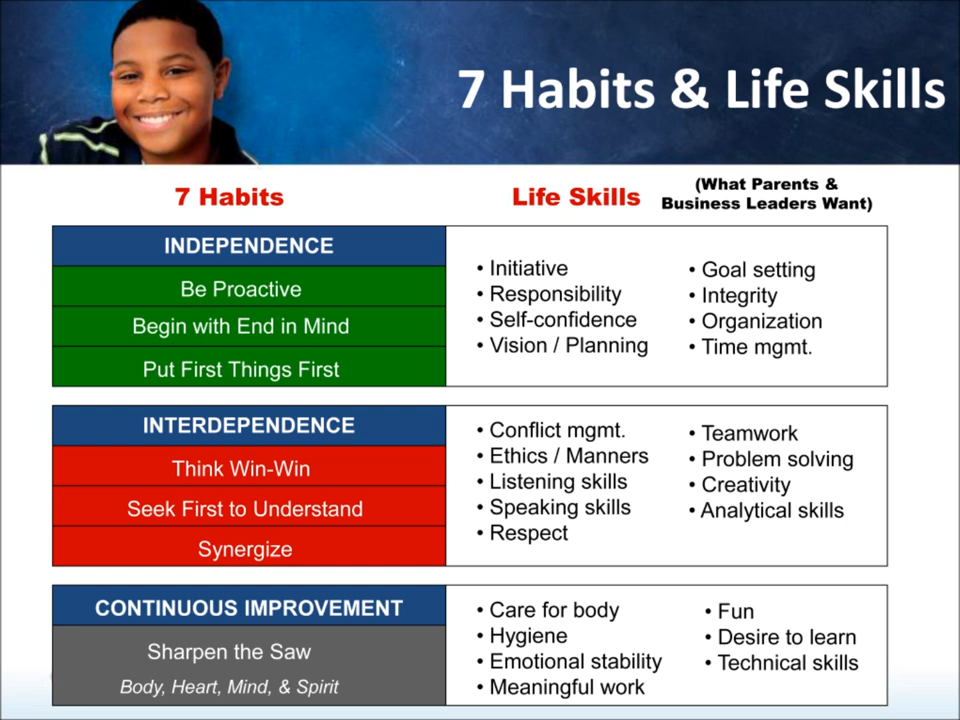 7 Habits & Life Skills
7 Habits
Life Skills
(What Parents &
Business Leaders Want)
INDEPENDENCE
Be Proactive
Begin with End in Mind
Put First Things First
• Initiative
• Responsibility
• Self-confidence
• Vision / Planning
• Goal setting
• Integrity
• Organization
• Time mgmt.
INTERDEPENDENCE
Think Win-Win
Seek First to Understand
Synergize
• Conflict mgmt.
• Ethics / Manners
• Listening skills
• Speaking skills
• Respect
• Teamwork
• Problem solving
• Creativity
• Analytical skills
CONTINUOUS IMPROVEMENT
Sharpen the Saw
Body, Heart, Mind, & Spirit
• Care for body
• Hygiene
• Emotional stability
• Meaningful work
• Fun
• Desire to learn
• Technical skills